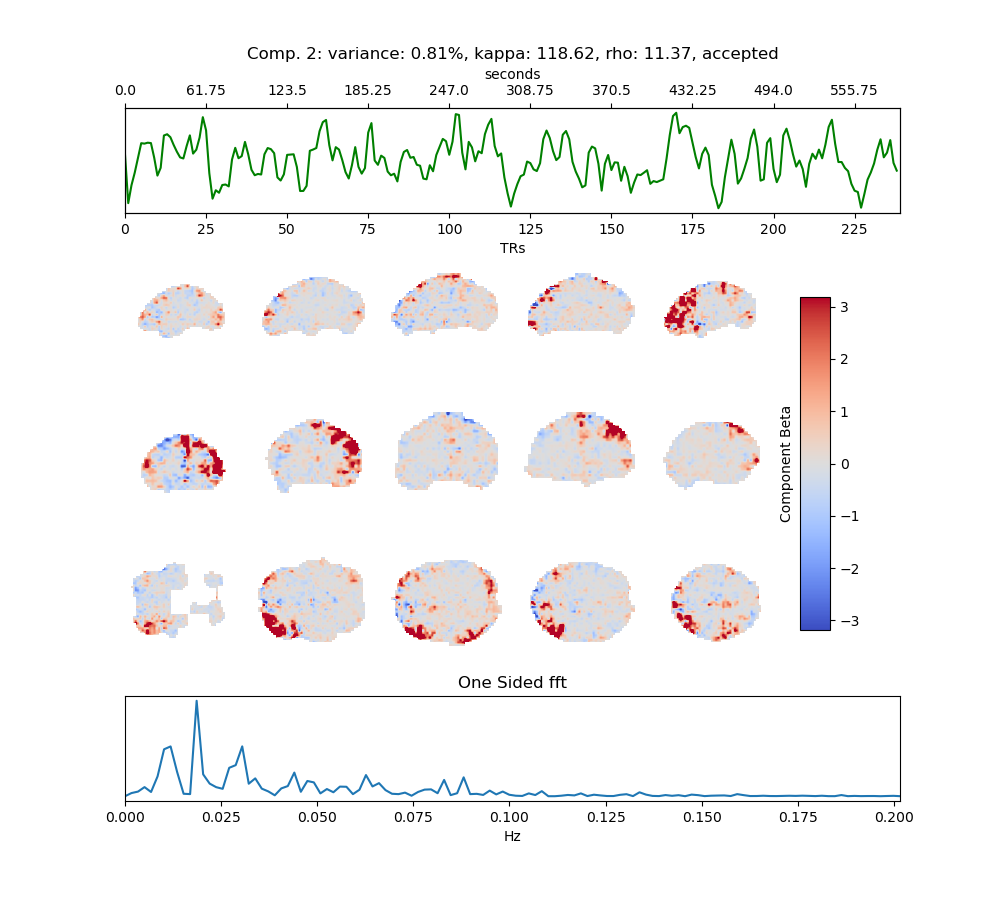 Comp. 2: variance: 0.81%, kappa: 118.62, rho: 11.37, accepted
seconds
0.0 61.75 123.5 185.25 247.0 308.75 370.5 432.25 494.0 555.75
0 25 50 75 100 125 150 175 200 225
TRs
3
2
1
0
−1
−2
−3
Component Beta
One Sided fft
0.000 0.025 0.050 0.075 0.100 0.125 0.150 0.175 0.200
Hz